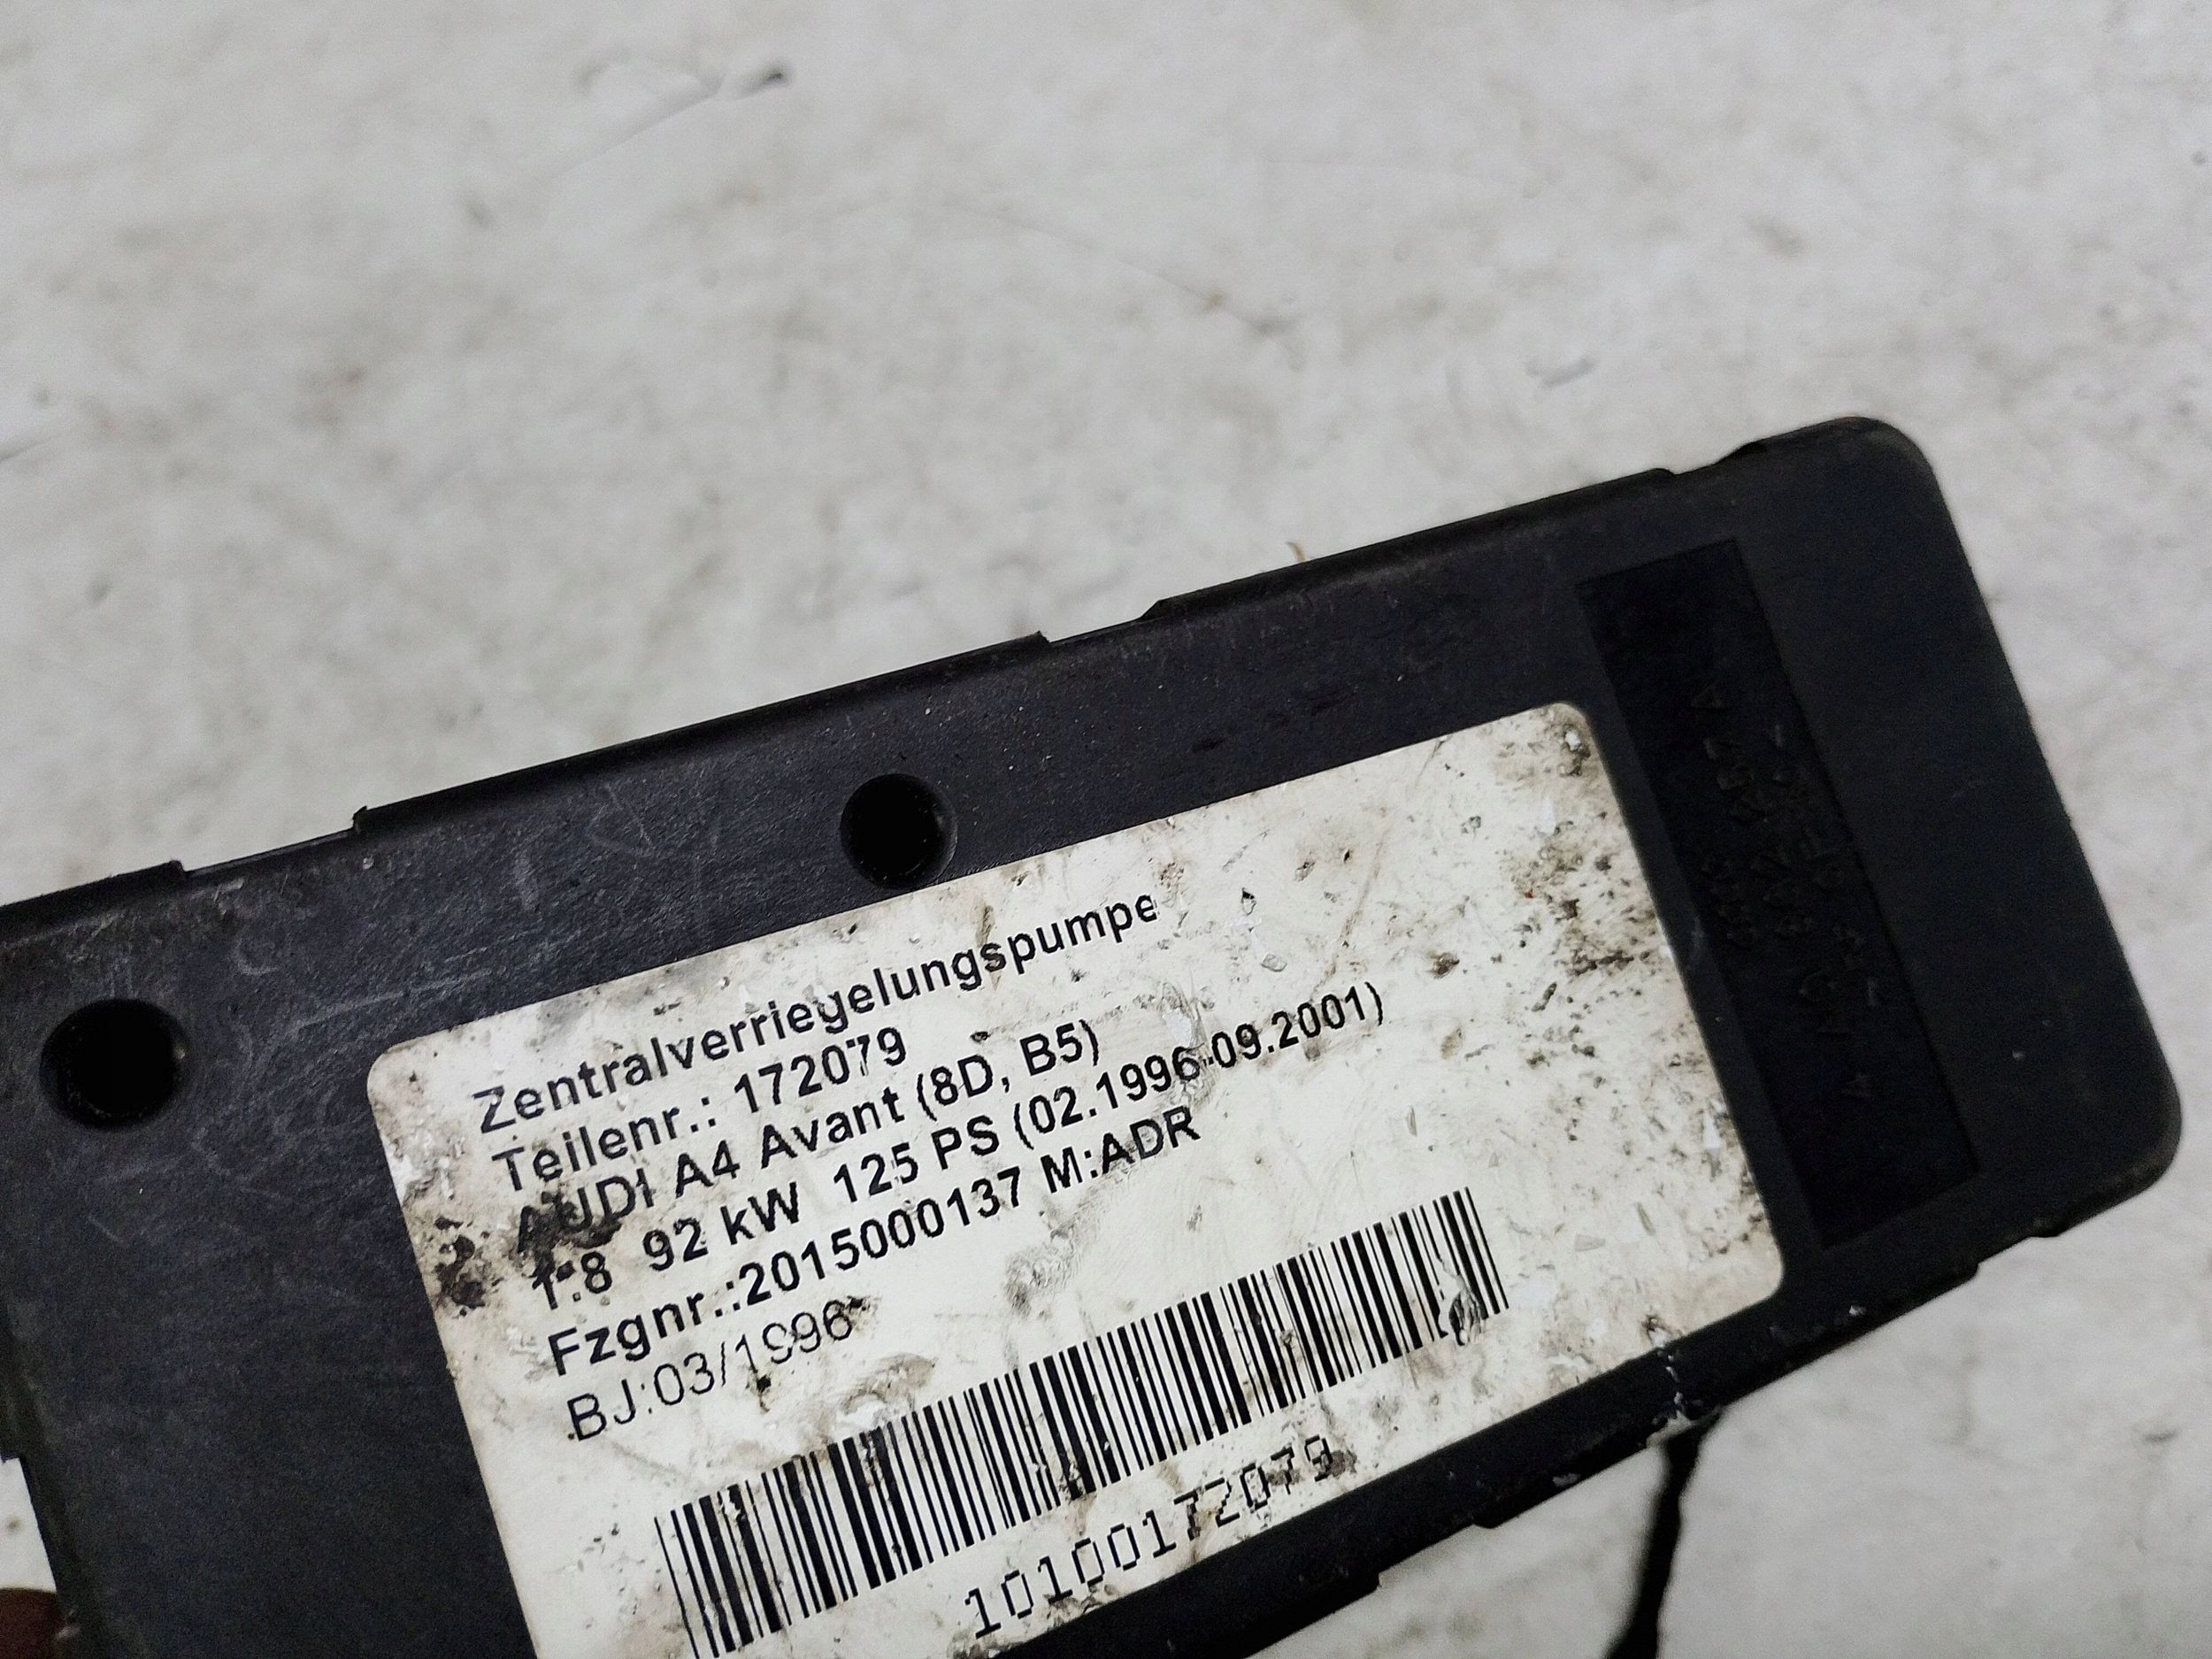 Zentralverriegelungspumpe
Teilenr.: 172079
AUDI A4 Avant (8D, B5)
1.8 92 kW 125 PS (02.1996-09.2001)
Fzgnr.:2015000137 M:ADR
BJ:03/1996
10100172079